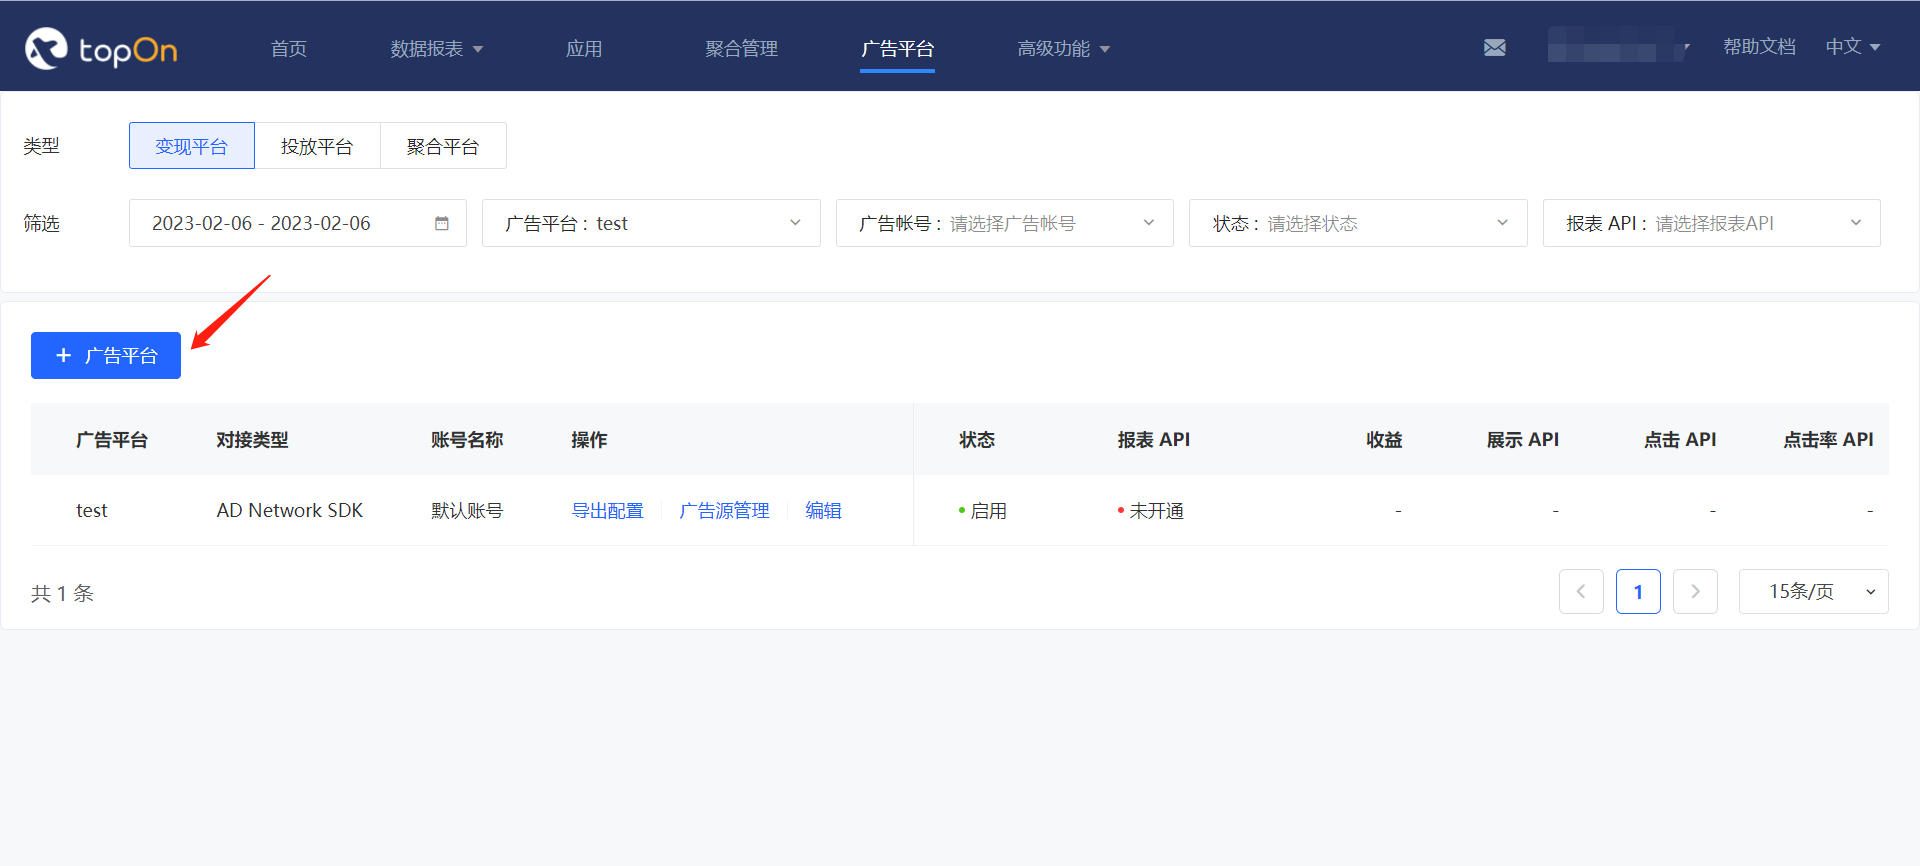 topOn 首页 数据报表 应用 聚合管理 广告平台 高级功能 帮助文档 中文
类型 变现平台 投放平台 聚合平台
筛选 2023-02-06 - 2023-02-06 广告平台 : test 广告帐号 : 请选择广告帐号 状态 : 请选择状态 报表 API : 请选择报表API
+ 广告平台
广告平台 对接类型 账号名称 操作 状态 报表 API 收益 展示 API 点击 API 点击率 API
test AD Network SDK 默认账号 导出配置 广告源管理 编辑 启用 未开通 - - - -
共 1 条 1 15条/页